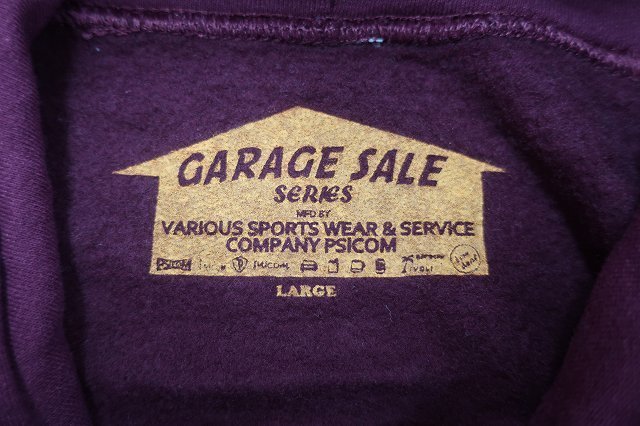 GARAGE SALE
SERIES
MFD BY
VARIOUS SPORTS WEAR & SERVICE
COMPANY PSICOM
LARGE